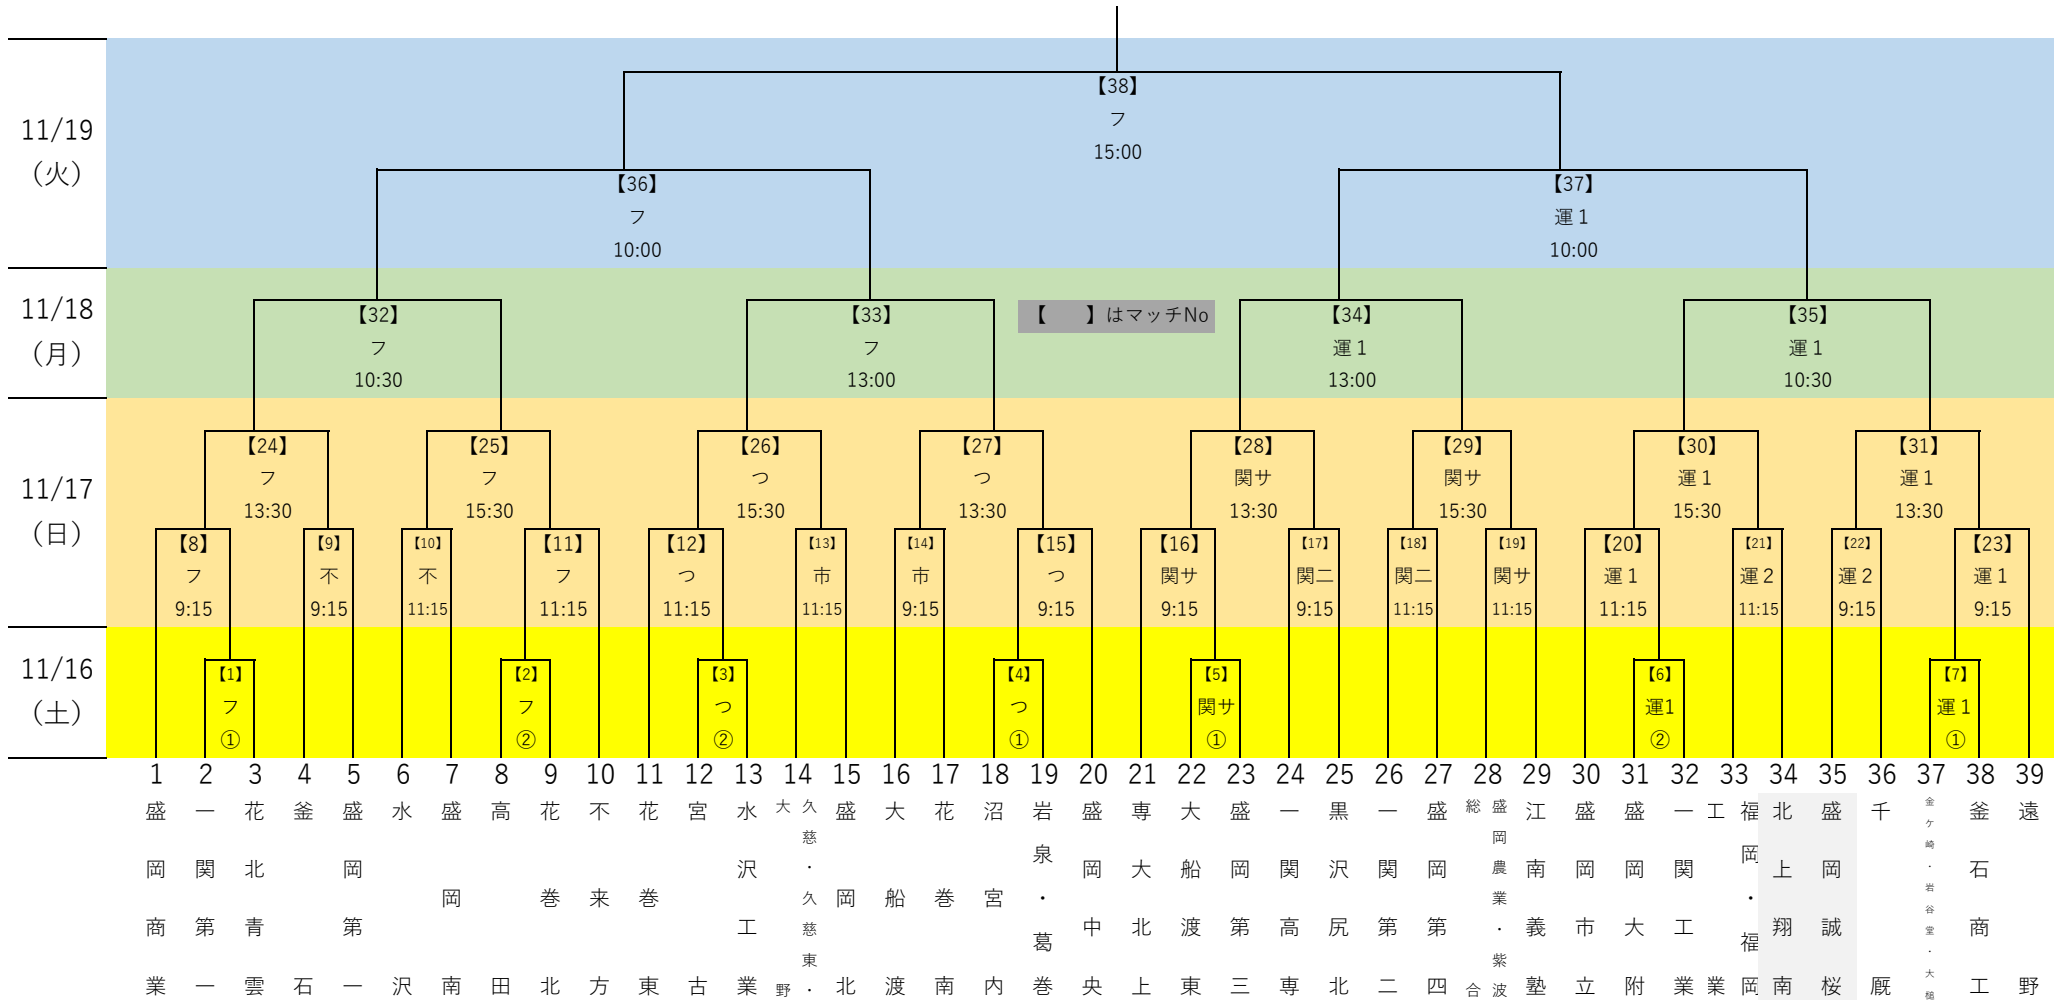 11/19
（火）
【38】
フ
15:00
【36】
フ
10:00
【37】
運１
10:00
11/18
（月）
【32】
フ
10:30
【33】
フ
13:00
【　】はマッチNo
【34】
運１
13:00
【35】
運１
10:30
11/17
（日）
【24】
フ
13:30
【25】
フ
15:30
【26】
つ
15:30
【27】
つ
13:30
【28】
関サ
13:30
【29】
関サ
15:30
【30】
運１
15:30
【31】
運１
13:30
【8】
フ
9:15
【9】
不
9:15
【10】
不
11:15
【11】
フ
11:15
【12】
つ
11:15
【13】
市
11:15
【14】
市
9:15
【15】
つ
9:15
【16】
関サ
9:15
【17】
関二
9:15
【18】
関二
11:15
【19】
関サ
11:15
【20】
運１
11:15
【21】
運２
11:15
【22】
運２
9:15
【23】
運１
9:15
11/16
（土）
【1】
フ
①
【2】
フ
②
【3】
つ
②
【4】
つ
①
【5】
関サ
①
【6】
運1
②
【7】
運１
①
1
盛岡商業
2
一関第一
3
花北青雲
4
釜石
5
盛岡第一
6
水沢
7
盛岡南
8
高田
9
花巻北
10
不来方
11
花巻東
12
宮古
13
水沢工業
14
久慈・久慈東・
大野
15
盛岡北
16
大船渡
17
花巻南
18
沼宮内
19
岩泉・葛巻
20
盛岡中央
21
専大北上
22
大船渡東
23
盛岡第三
24
一関高専
25
黒沢尻北
26
一関第二
27
盛岡第四
28
盛岡農業・紫波
総合
29
江南義塾
30
盛岡市立
31
盛岡大附
32
一関工業
33
福岡・福岡
工業
34
北上翔南
35
盛岡誠桜
36
千厩
37
金ケ崎・岩谷堂・大槌
38
釜石商工
39
遠野